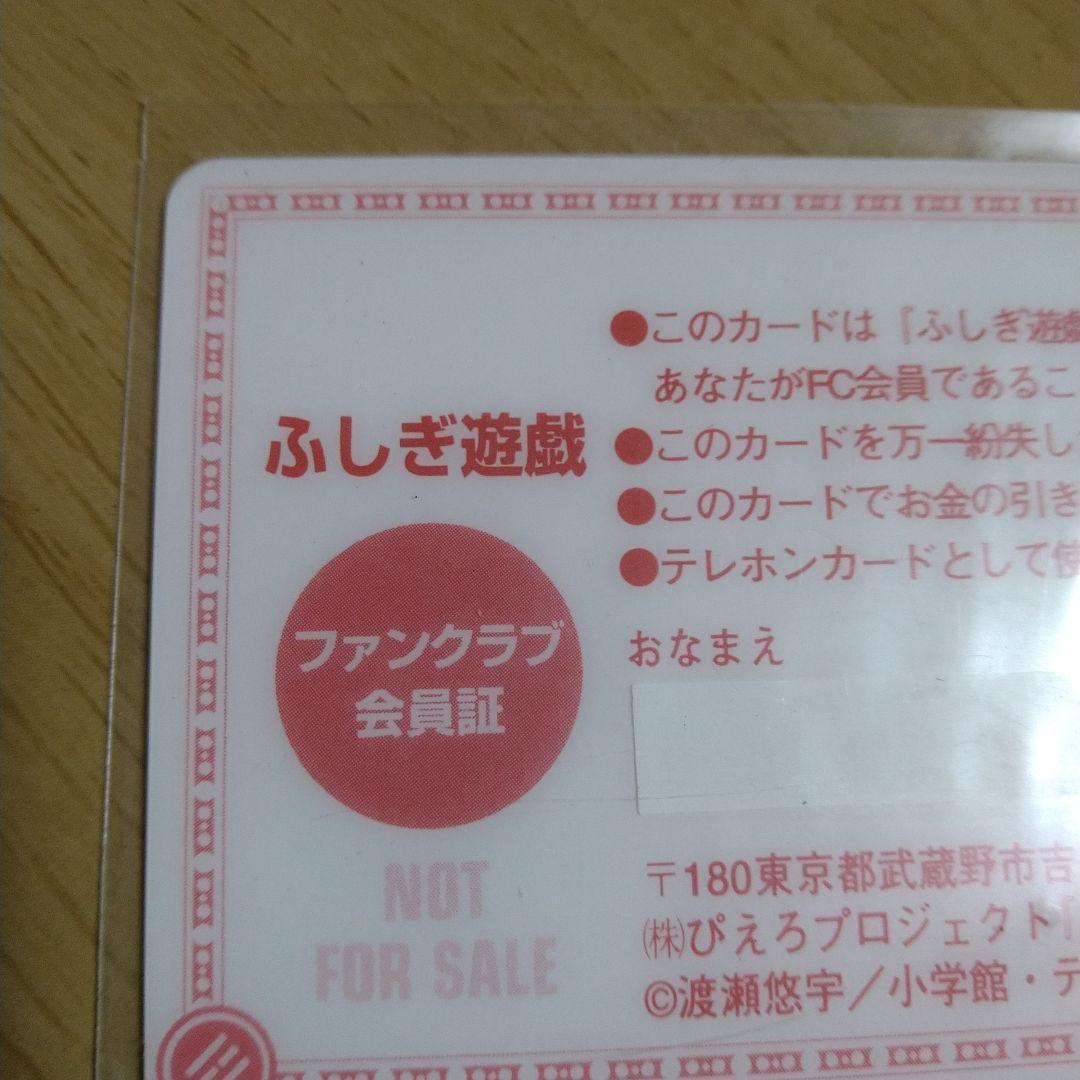 ふしぎ遊戯
ファンクラブ
会員証
NOT
FOR SALE
●このカードは『ふしぎ遊戯
あなたがFC会員であるこ
●このカードを万一紛失し
●このカードでお金の引き
●テレホンカードとして使
おなまえ
〒180東京都武蔵野市吉
㈱ぴえろプロジェクト『
©渡瀬悠宇／小学館・テ